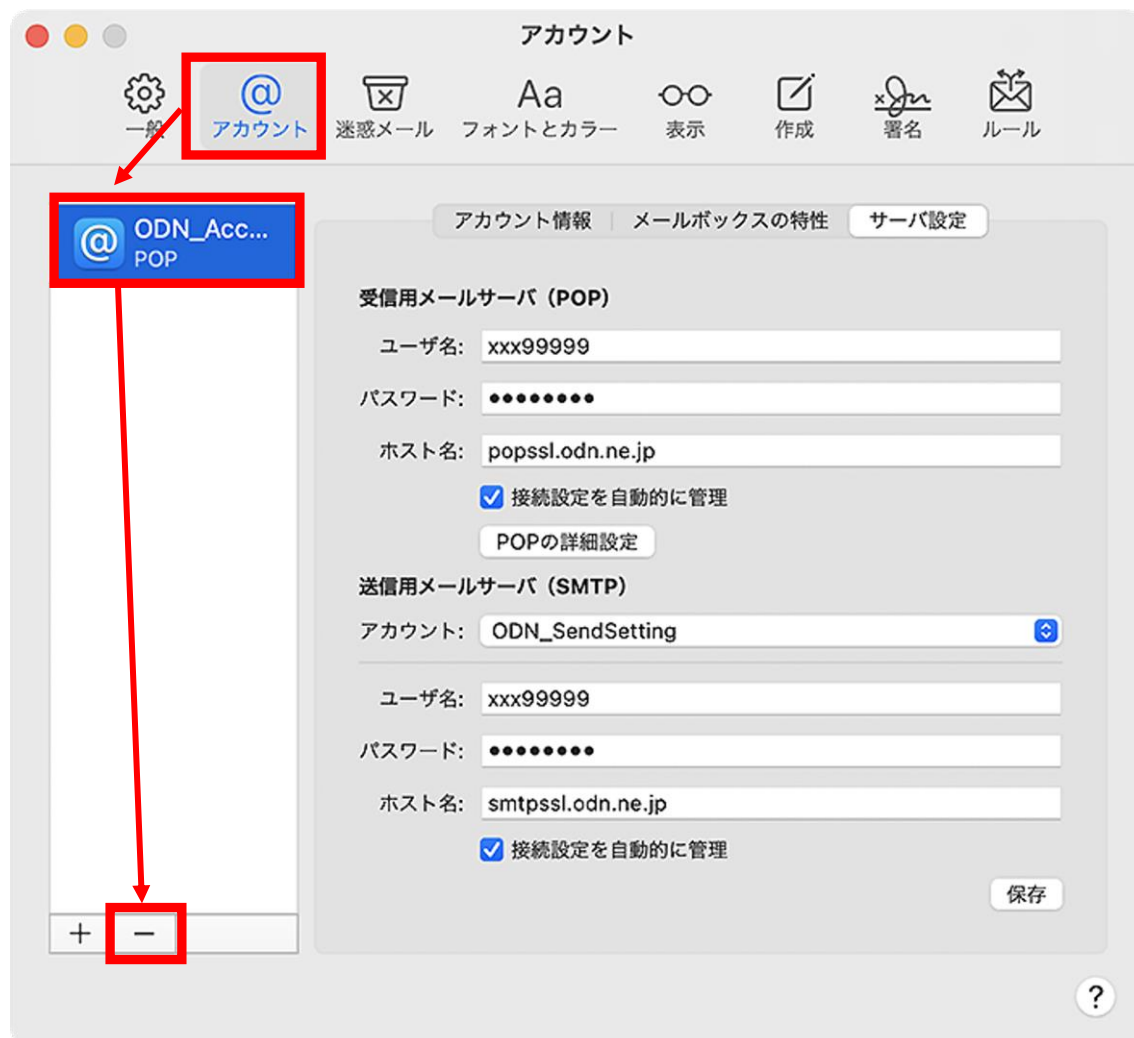 アカウント
一般 アカウント 迷惑メール フォントとカラー 表示 作成 署名 ルール
ODN_Acc...
POP
アカウント情報 メールボックスの特性 サーバ設定
受信用メールサーバ（POP）
ユーザ名: xxx99999
パスワード: ●●●●●●●●
ホスト名: popssl.odn.ne.jp
接続設定を自動的に管理
POPの詳細設定
送信用メールサーバ（SMTP）
アカウント: ODN_SendSetting
ユーザ名: xxx99999
パスワード: ●●●●●●●●
ホスト名: smtpssl.odn.ne.jp
接続設定を自動的に管理
保存
+ −
?